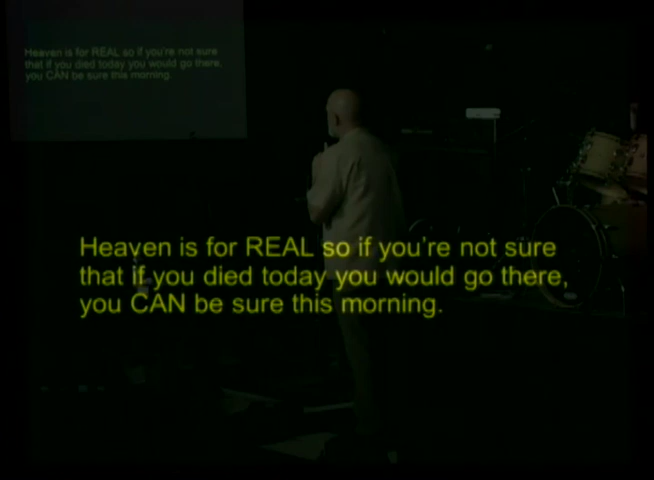 Heaven is for REAL so if you're not sure
that if you died today you would go there,
you CAN be sure this morning.
Heaven is for REAL so if you're not sure
that if you died today you would go there,
you CAN be sure this morning.